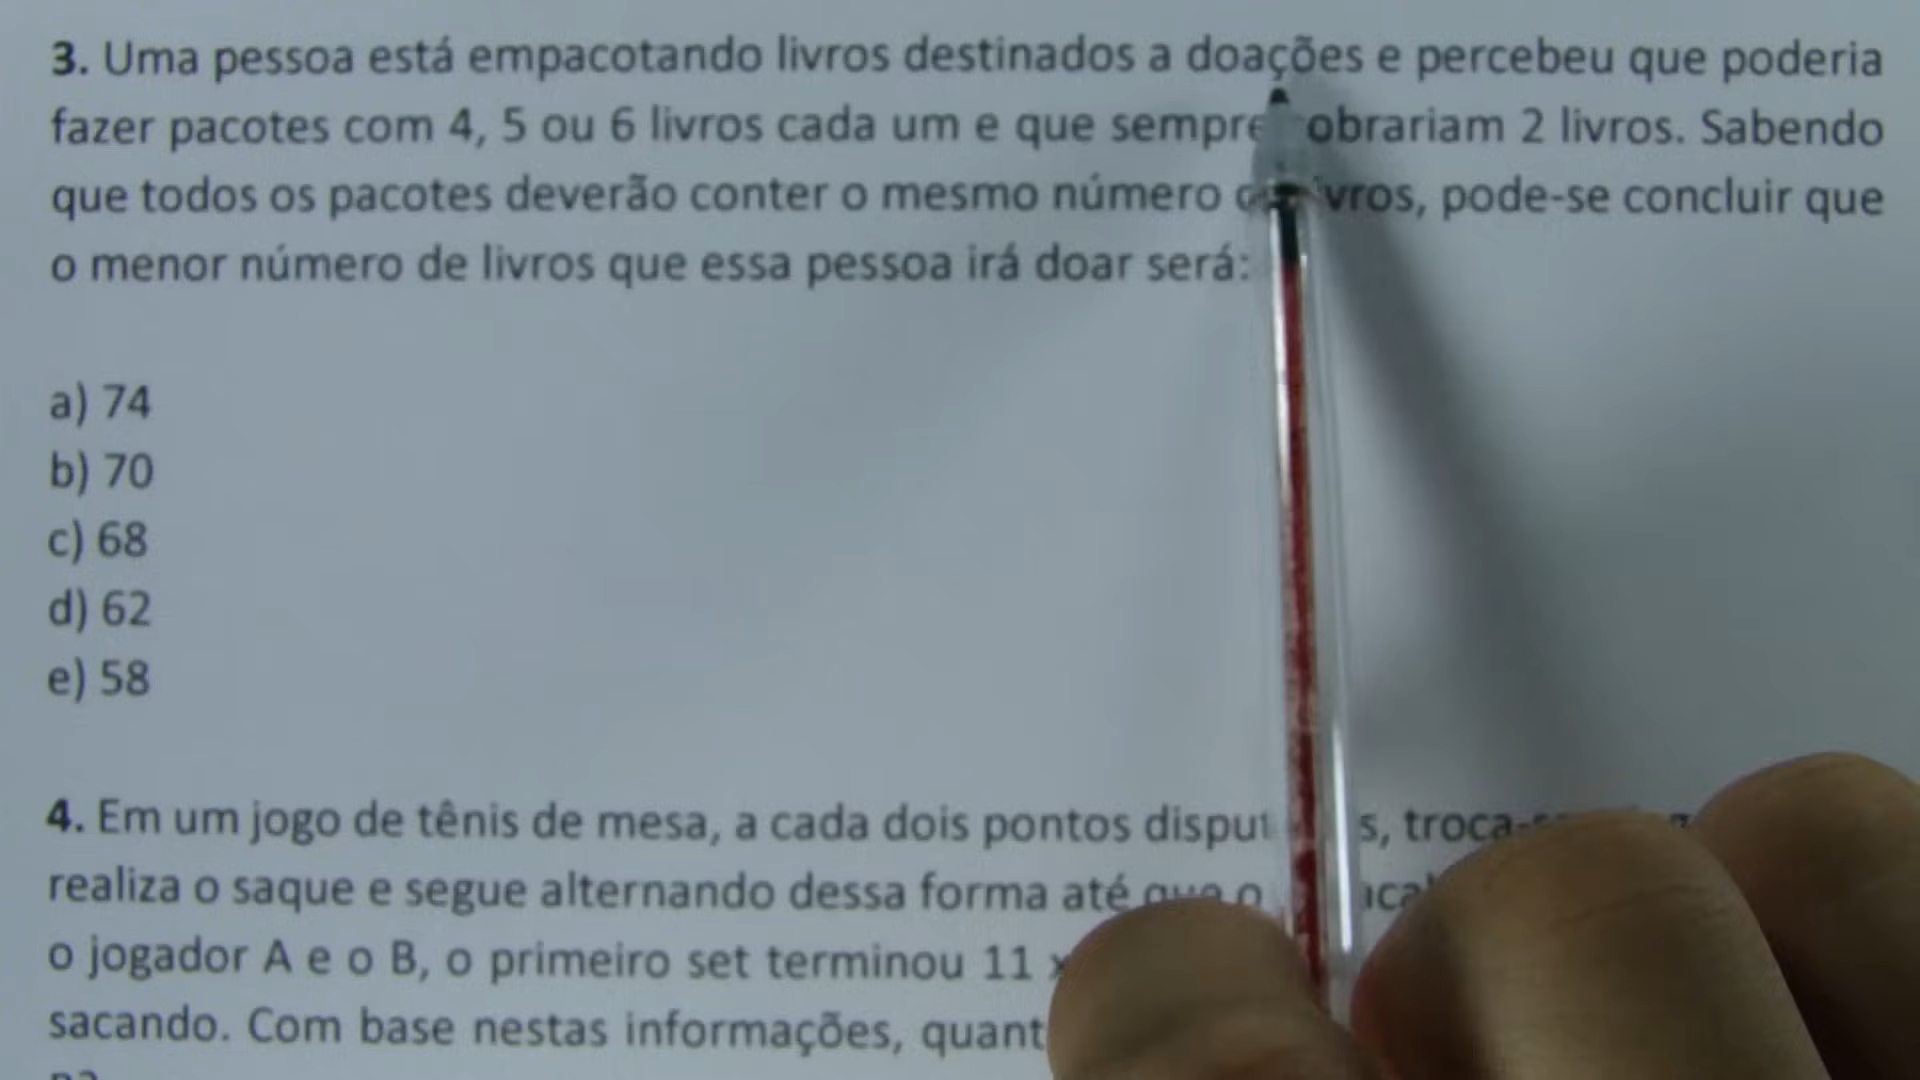 3. Uma pessoa está empacotando livros destinados a doações e percebeu que poderia
fazer pacotes com 4, 5 ou 6 livros cada um e que sempre obrariam 2 livros. Sabendo
que todos os pacotes deverão conter o mesmo número vros, pode-se concluir que
o menor número de livros que essa pessoa irá doar será:
a) 74
b) 70
c) 68
d) 62
e) 58
4. Em um jogo de tênis de mesa, a cada dois pontos disput s, troca-
realiza o saque e segue alternando dessa forma até que o
o jogador A e o B, o primeiro set terminou 11
sacando. Com base nestas informações, quant